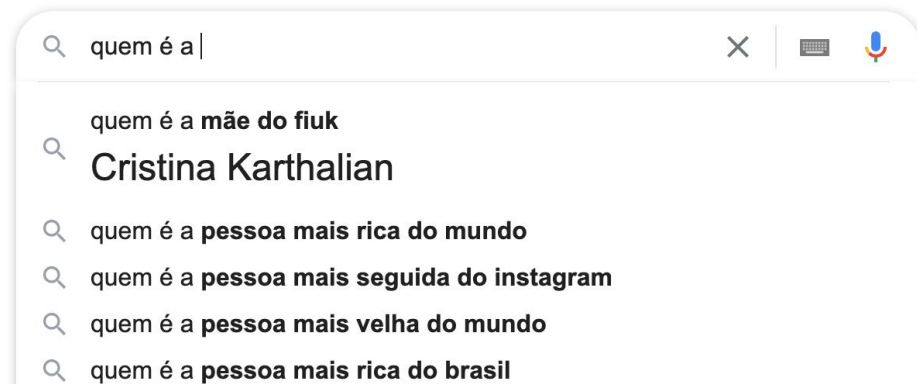 quem é a
quem é a mãe do fiuk
Cristina Karthalian
quem é a pessoa mais rica do mundo
quem é a pessoa mais seguida do instagram
quem é a pessoa mais velha do mundo
quem é a pessoa mais rica do brasil